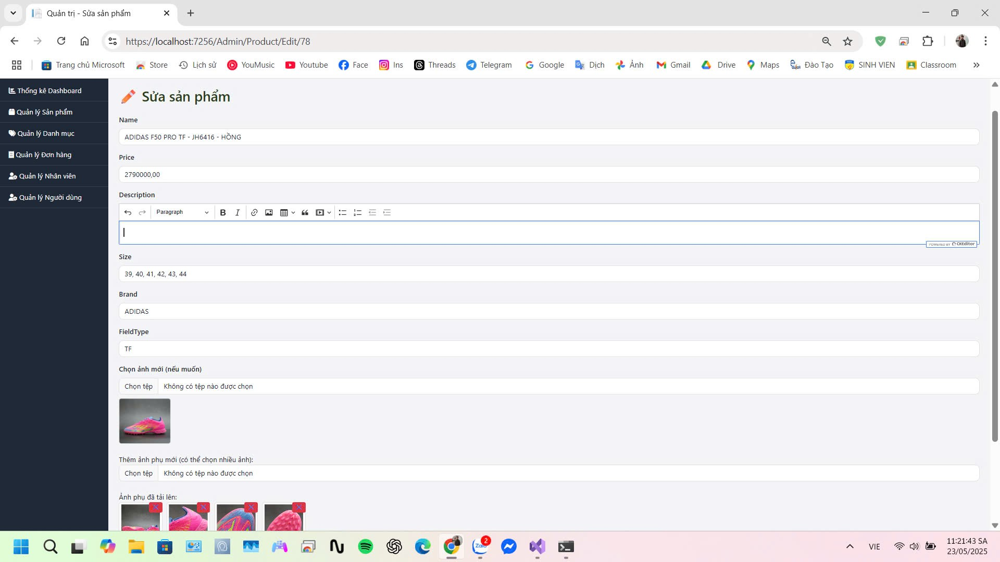 Quản trị - Sửa sản phẩm
https://localhost:7256/Admin/Product/Edit/78
Trang chủ Microsoft Store Lịch sử YouMusic Youtube Face Ins Threads Telegram Google Dịch Ảnh Gmail Drive Maps Đào Tạo SINH VIÊN Classroom
Thống kê Dashboard
Quản lý Sản phẩm
Quản lý Danh mục
Quản lý Đơn hàng
Quản lý Nhân viên
Quản lý Người dùng
Sửa sản phẩm
Name
ADIDAS F50 PRO TF - JH6416 - HỒNG
Price
2790000,00
Description
Paragraph B I
POWERED BY CKEditor
Size
39, 40, 41, 42, 43, 44
Brand
ADIDAS
FieldType
TF
Chọn ảnh mới (nếu muốn)
Chọn tệp Không có tệp nào được chọn
Thêm ảnh phụ mới (có thể chọn nhiều ảnh):
Chọn tệp Không có tệp nào được chọn
Ảnh phụ đã tải lên:
Zalo 2
VIE
11:21:43 SA
23/05/2025